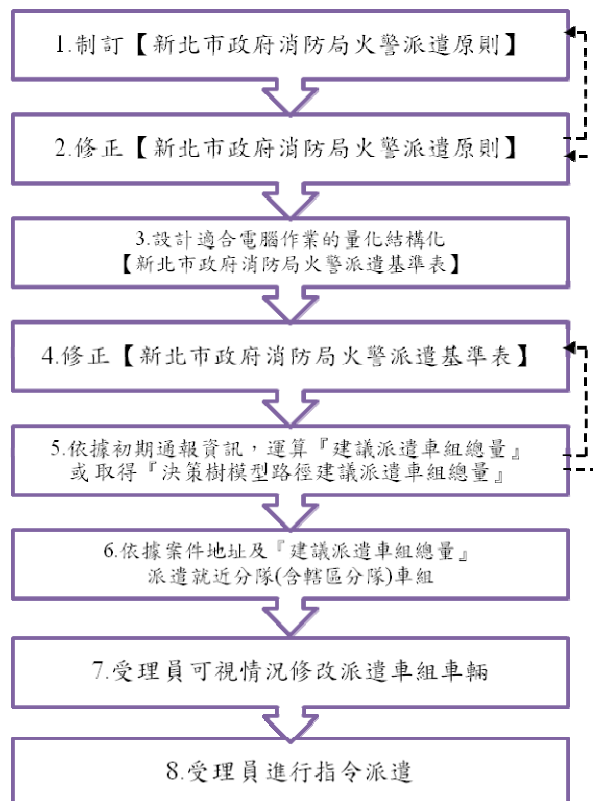 1.制訂【新北市政府消防局火警派遣原則】
2.修正【新北市政府消防局火警派遣原則】
3.設計適合電腦作業的量化結構化
【新北市政府消防局火警派遣基準表】
4.修正【新北市政府消防局火警派遣基準表】
5.依據初期通報資訊，運算『建議派遣車組總量』
或取得『決策樹模型路徑建議派遣車組總量』
6.依據案件地址及『建議派遣車組總量』
派遣就近分隊(含轄區分隊)車組
7.受理員可視情況修改派遣車組車輛
8.受理員進行指令派遣